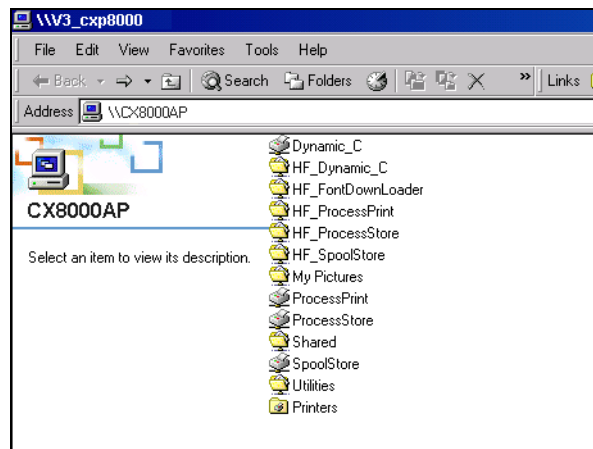 \\V3_cxp8000
File Edit View Favorites Tools Help
Back Search Folders » Links
Address \\CX8000AP
CX8000AP
Select an item to view its description.
Dynamic_C
HF_Dynamic_C
HF_FontDownLoader
HF_ProcessPrint
HF_ProcessStore
HF_SpoolStore
My Pictures
ProcessPrint
ProcessStore
Shared
SpoolStore
Utilities
Printers